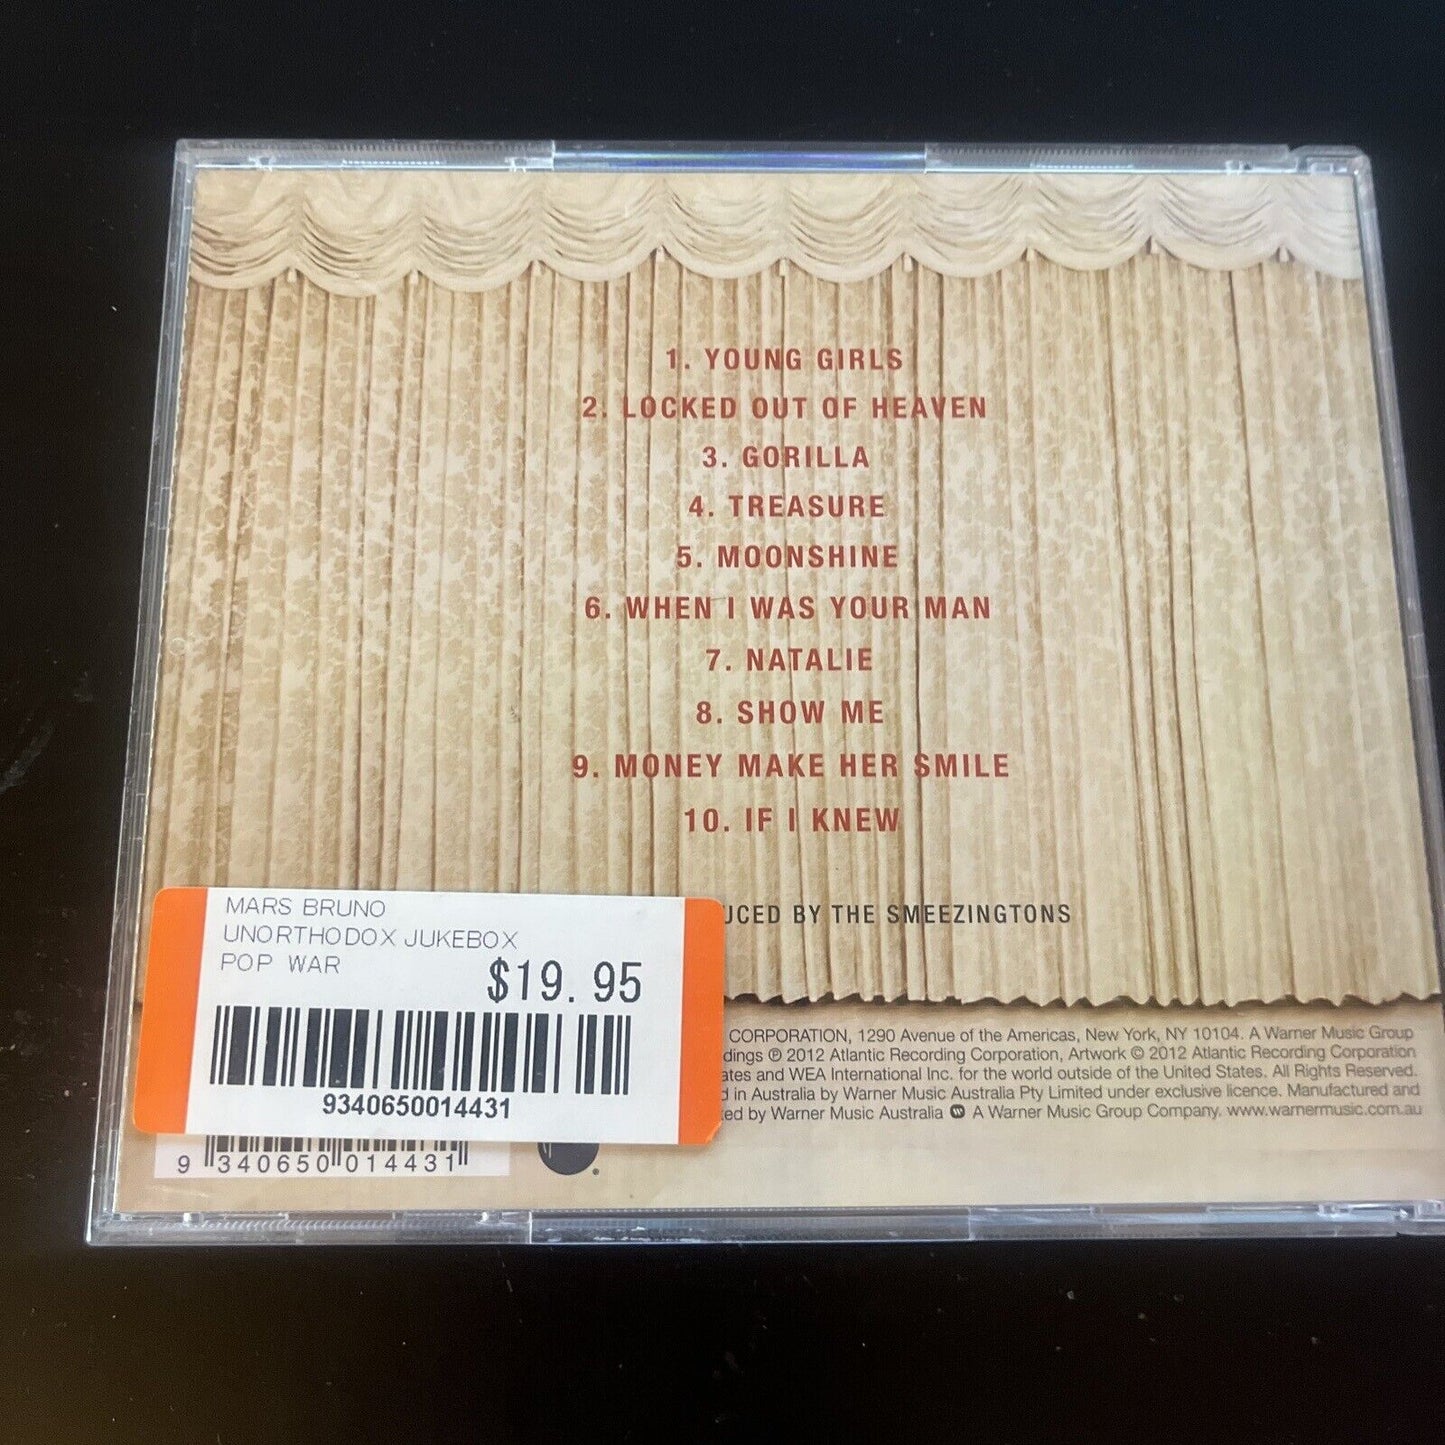 1. YOUNG GIRLS
2. LOCKED OUT OF HEAVEN
3. GORILLA
4. TREASURE
5. MOONSHINE
6. WHEN I WAS YOUR MAN
7. NATALIE
8. SHOW ME
9. MONEY MAKE HER SMILE
10. IF I KNEW
UCED BY THE SMEEZINGTONS
MARS BRUNO
UNORTHODOX JUKEBOX
POP WAR
$19.95
9340650014431
CORPORATION, 1290 Avenue of the Americas, New York, NY 10104. A Warner Music Group
dings ℗ 2012 Atlantic Recording Corporation, Artwork © 2012 Atlantic Recording Corporation
ates and WEA International Inc. for the world outside of the United States. All Rights Reserved.
d in Australia by Warner Music Australia Pty Limited under exclusive licence. Manufactured and
ed by Warner Music Australia A Warner Music Group Company. www.warnermusic.com.au
9 340650 014431